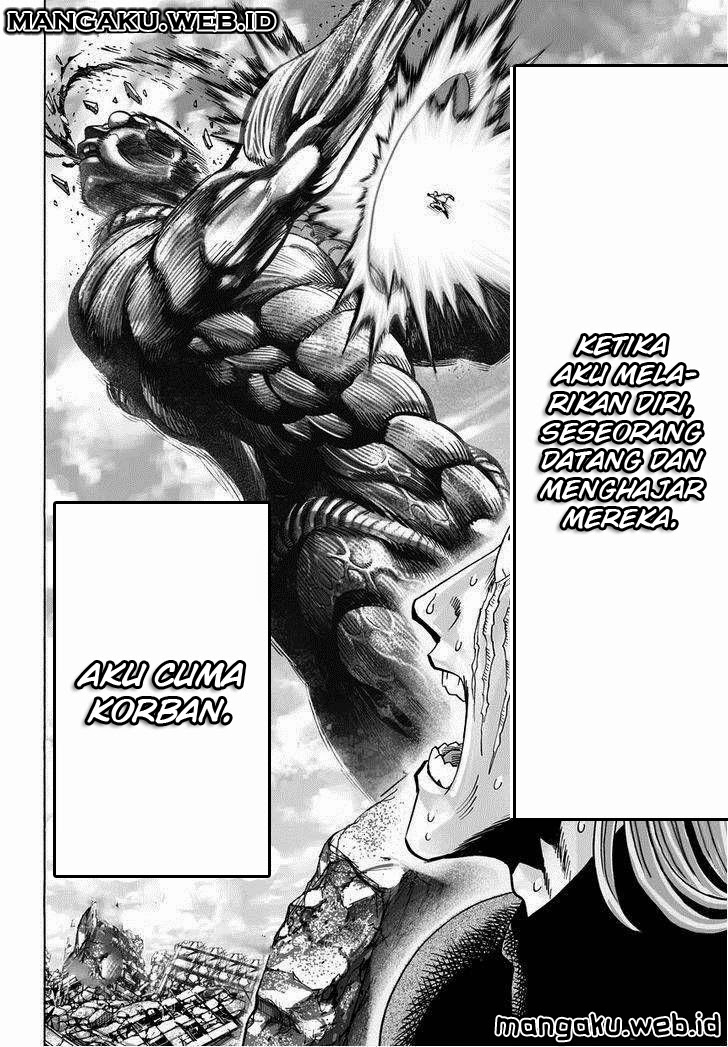 MANGAKU.WEB.ID
KETIKA
AKU MELA-
RIKAN DIRI,
SESEORANG
DATANG DAN
MENGHAJAR
MEREKA.
AKU CUMA
KORBAN.
mangaku.web.id